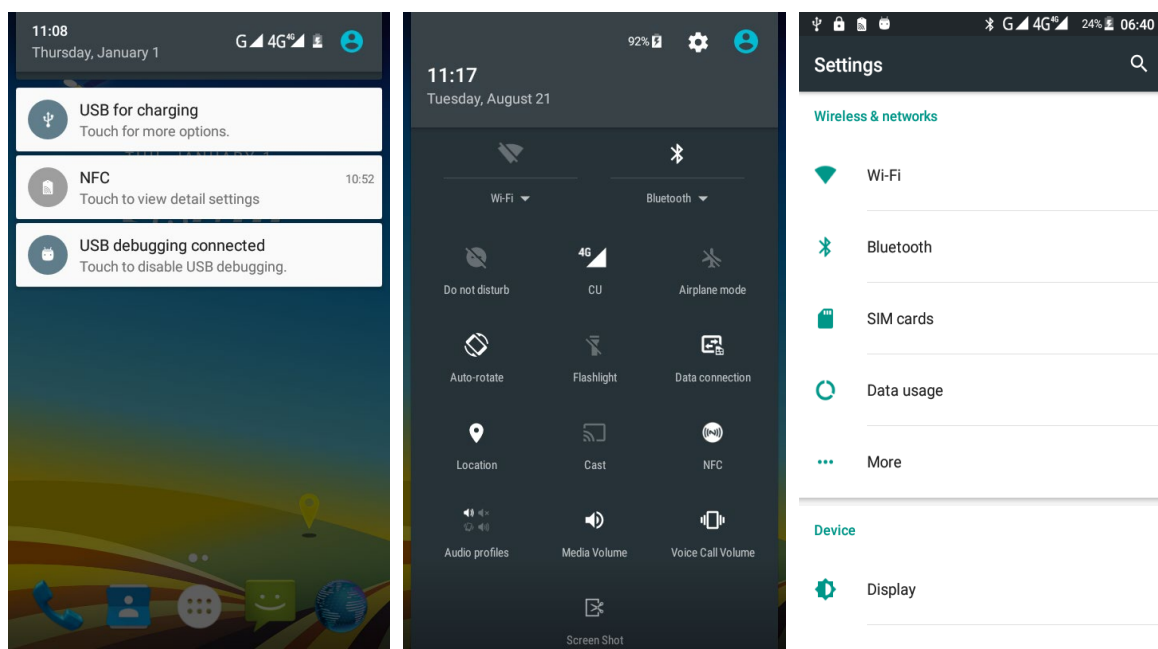 11:08
Thursday, January 1
G 4G 4G
USB for charging
Touch for more options.
NFC
10:52
Touch to view detail settings
USB debugging connected
Touch to disable USB debugging.
92%
11:17
Tuesday, August 21
Wi-Fi
Bluetooth
4G
Do not disturb
CU
Airplane mode
Auto-rotate
Flashlight
Data connection
Location
Cast
NFC
Audio profiles
Media Volume
Voice Call Volume
Screen Shot
G 4G 4G 24% 06:40
Settings
Wireless & networks
Wi-Fi
Bluetooth
SIM cards
Data usage
More
Device
Display